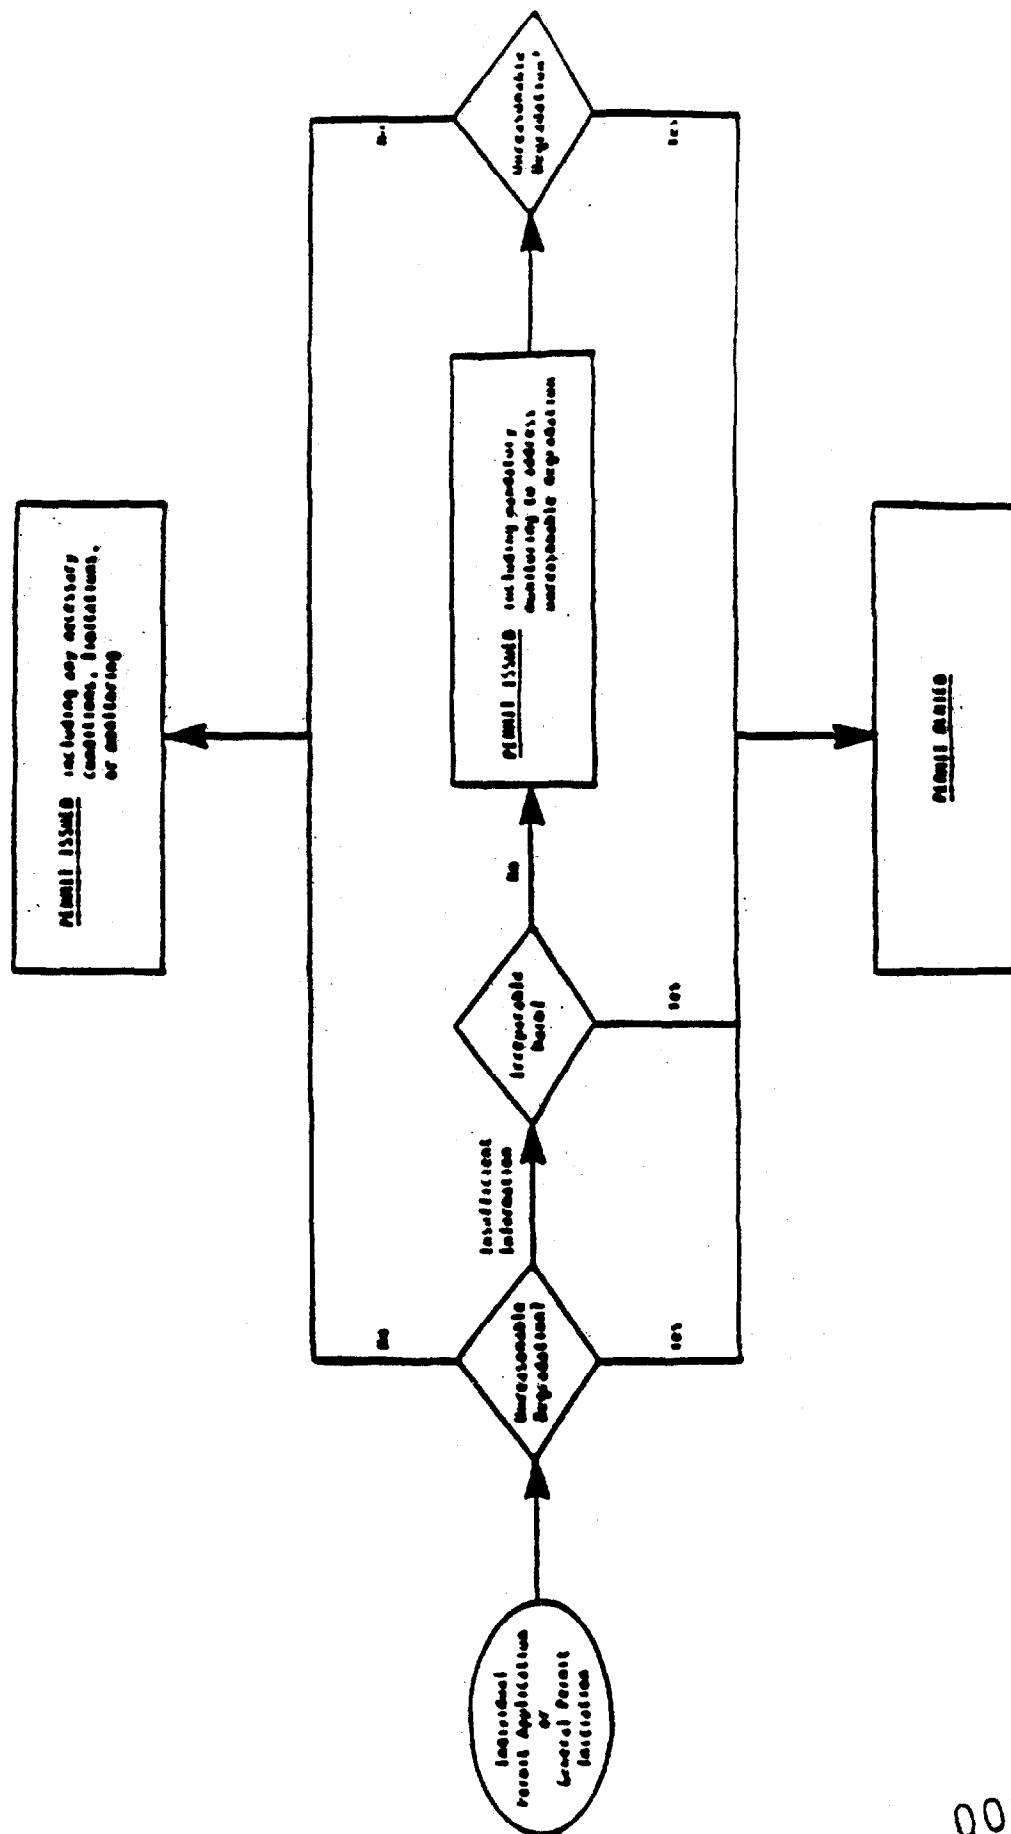 Individual
Permit Application
or
General Permit
Initiation
Unreasonable
Degradation?
No
Yes
Insufficient
Information
Irreparable
Harm?
No
Yes
PERMIT ISSUED including mandatory
monitoring to address
unreasonable degradation
Unreasonable
Degradation?
Yes
PERMIT ISSUED including any necessary
conditions, limitations,
or monitoring
PERMIT DENIED
00